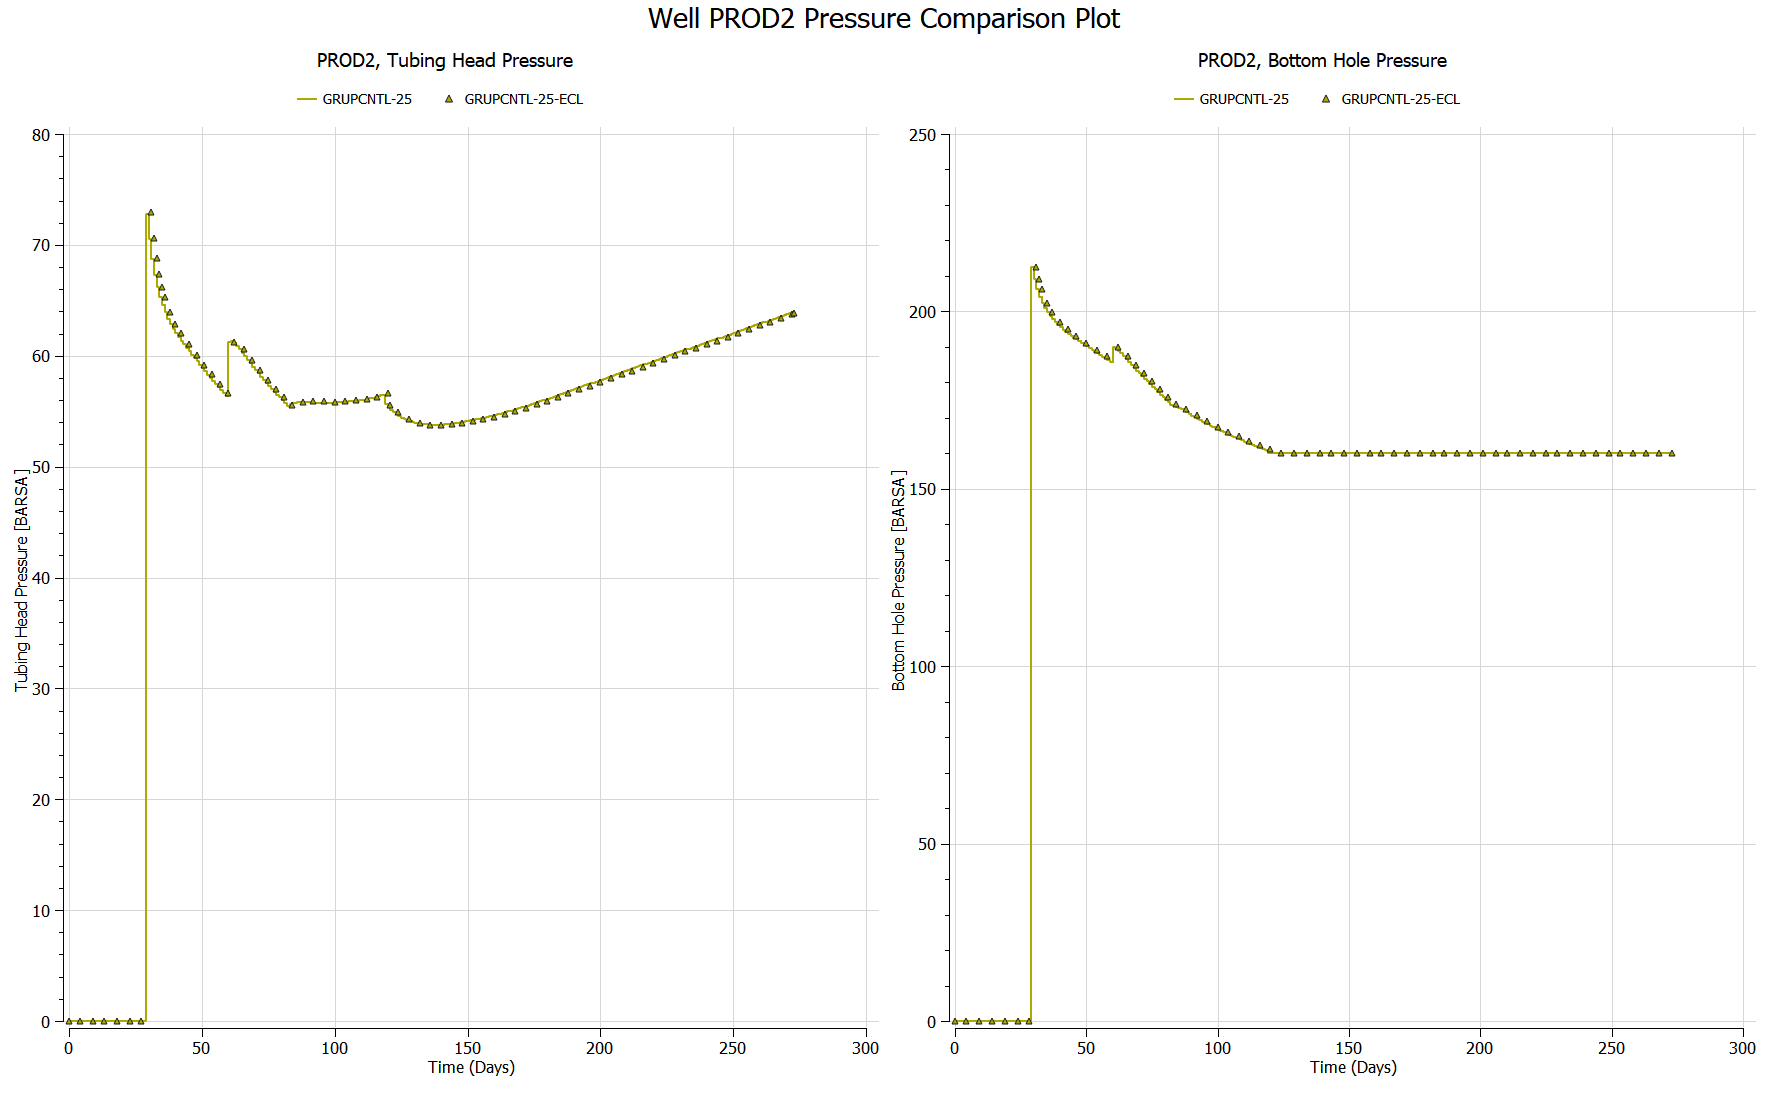 Well PROD2 Pressure Comparison Plot
PROD2, Tubing Head Pressure
GRUPCNTL-25
GRUPCNTL-25-ECL
80
70
60
50
40
30
20
10
0
Tubing Head Pressure [BARSA]
0 50 100 150 200 250 300
Time (Days)
PROD2, Bottom Hole Pressure
GRUPCNTL-25
GRUPCNTL-25-ECL
250
200
150
100
50
0
Bottom Hole Pressure [BARSA]
0 50 100 150 200 250 300
Time (Days)